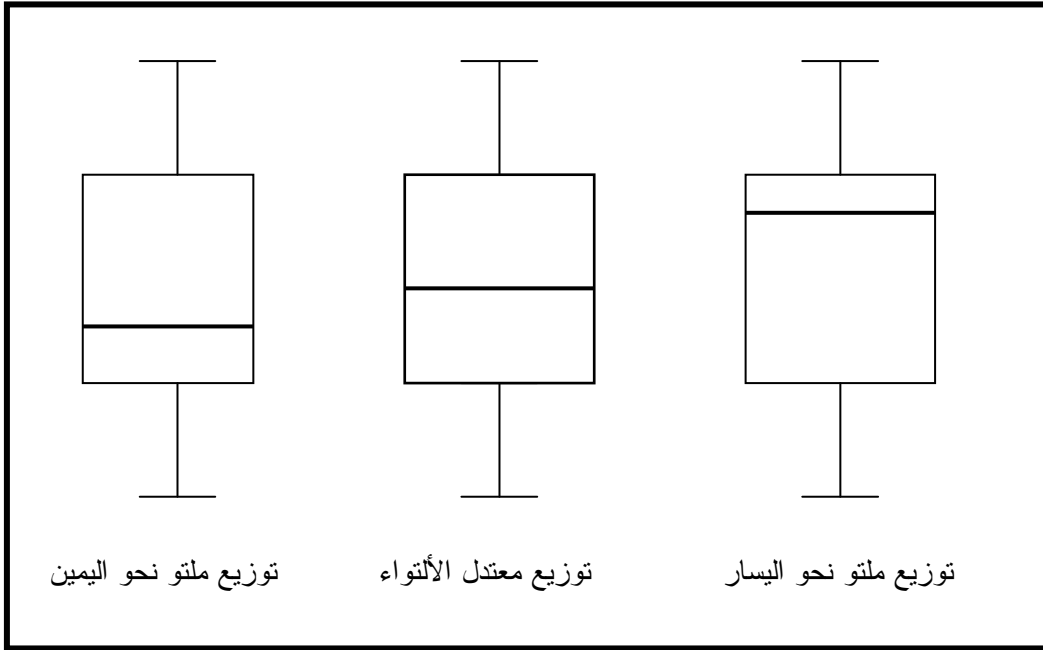 توزيع ملتو نحو اليسار
توزيع معتدل الألتواء
توزيع ملتو نحو اليمين